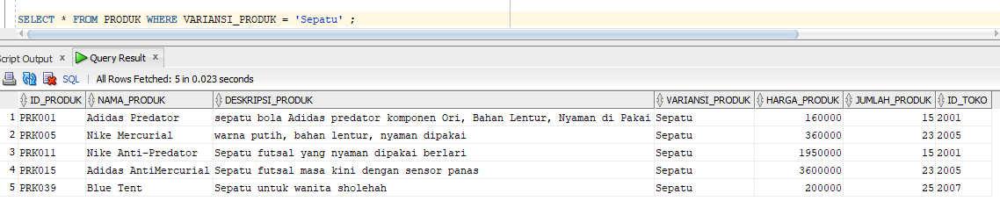 SELECT * FROM PRODUK WHERE VARIANSI_PRODUK = 'Sepatu' ;
Script Output x Query Result x
SQL | All Rows Fetched: 5 in 0.023 seconds
ID_PRODUK NAMA_PRODUK DESKRIPSI_PRODUK VARIANSI_PRODUK HARGA_PRODUK JUMLAH_PRODUK ID_TOKO
1 PRK001 Adidas Predator sepatu bola Adidas predator komponen Ori, Bahan Lentur, Nyaman di Pakai Sepatu 160000 15 2001
2 PRK005 Nike Mercurial warna putih, bahan lentur, nyaman dipakai Sepatu 360000 23 2005
3 PRK011 Nike Anti-Predator Sepatu futsal yang nyaman dipakai berlari Sepatu 1950000 15 2001
4 PRK015 Adidas AntiMercurial Sepatu futsal masa kini dengan sensor panas Sepatu 3600000 23 2005
5 PRK039 Blue Tent Sepatu untuk wanita sholehah Sepatu 200000 25 2007